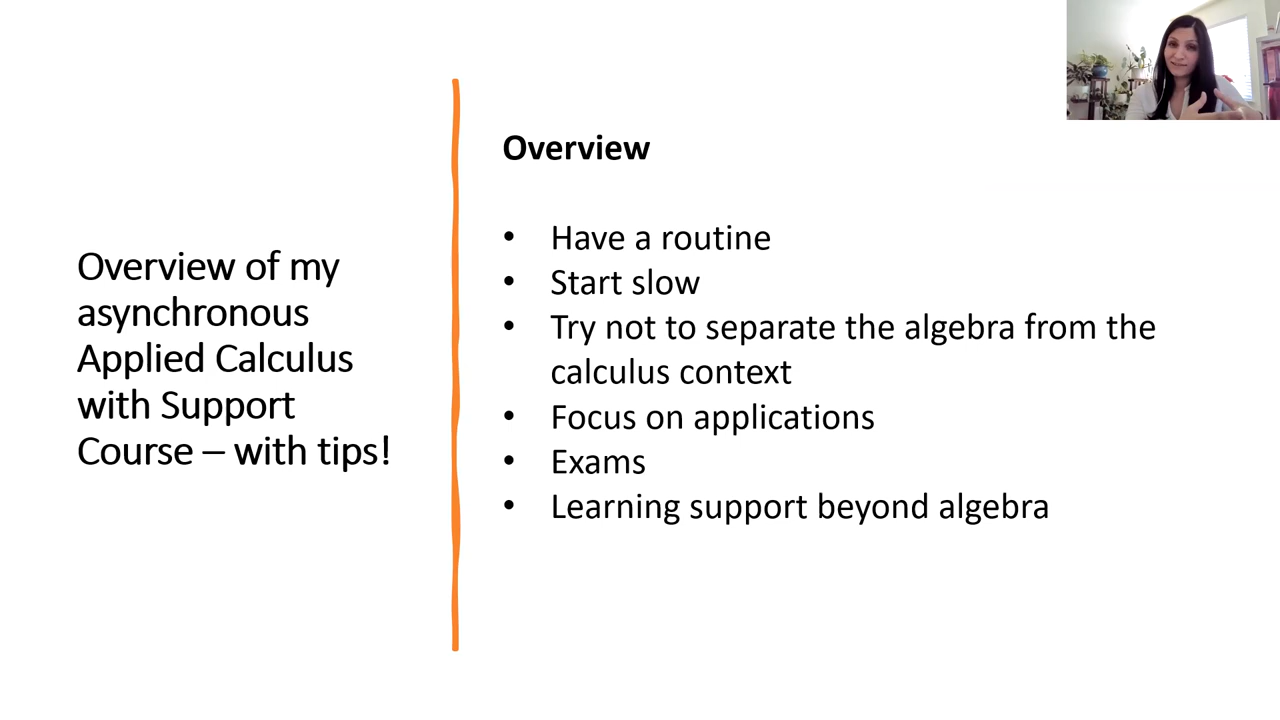 Overview of my
asynchronous
Applied Calculus
with Support
Course – with tips!
Overview
• Have a routine
• Start slow
• Try not to separate the algebra from the
calculus context
• Focus on applications
• Exams
• Learning support beyond algebra